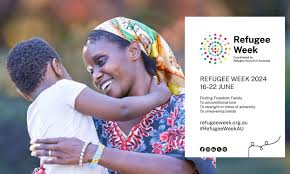 Refugee
Week
Coordinated by
Refugee Council of Australia
REFUGEE WEEK 2024
16-22 JUNE
Finding Freedom: Family
To unconditional love
To strength in times of adversity
To unwavering bonds
refugeeweek.org.au
#RefugeeWeekAU